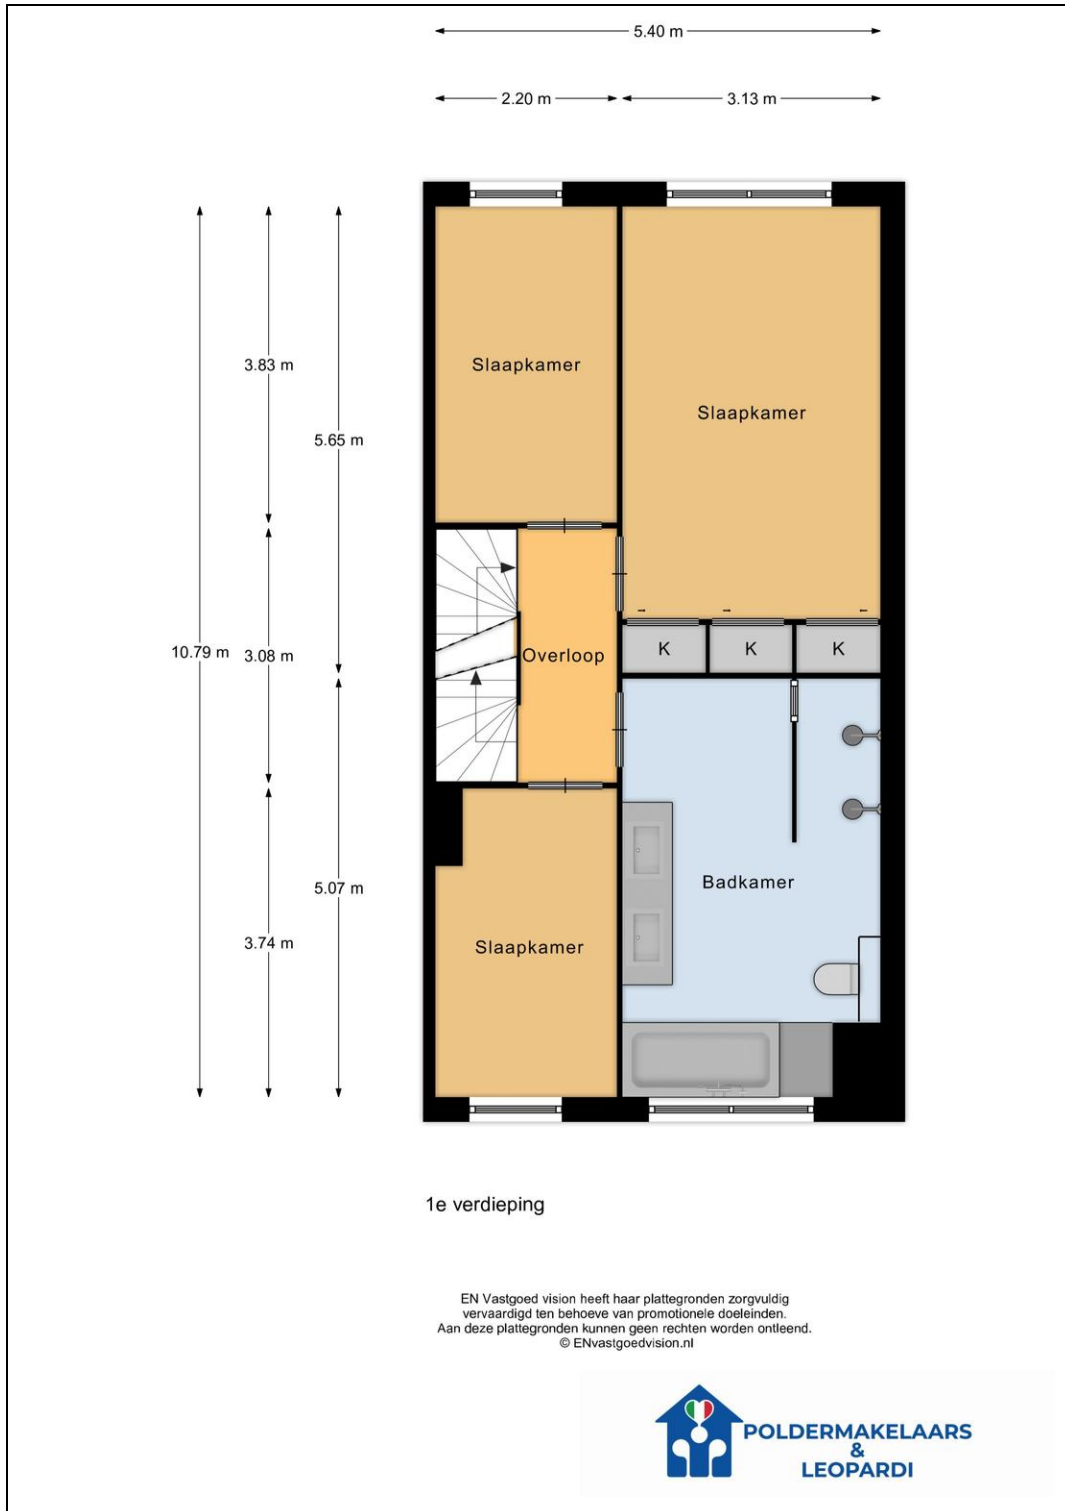 5.40 m
2.20 m
3.13 m
3.83 m
Slaapkamer
Slaapkamer
5.65 m
10.79 m
3.08 m
Overloop
K
K
K
5.07 m
Badkamer
3.74 m
Slaapkamer
1e verdieping
EN Vastgoed vision heeft haar plattegronden zorgvuldig
vervaardigd ten behoeve van promotionele doeleinden.
Aan deze plattegronden kunnen geen rechten worden ontleend.
© ENvastgoedvision.nl
POLDERMAKELAARS
&
LEOPARDI